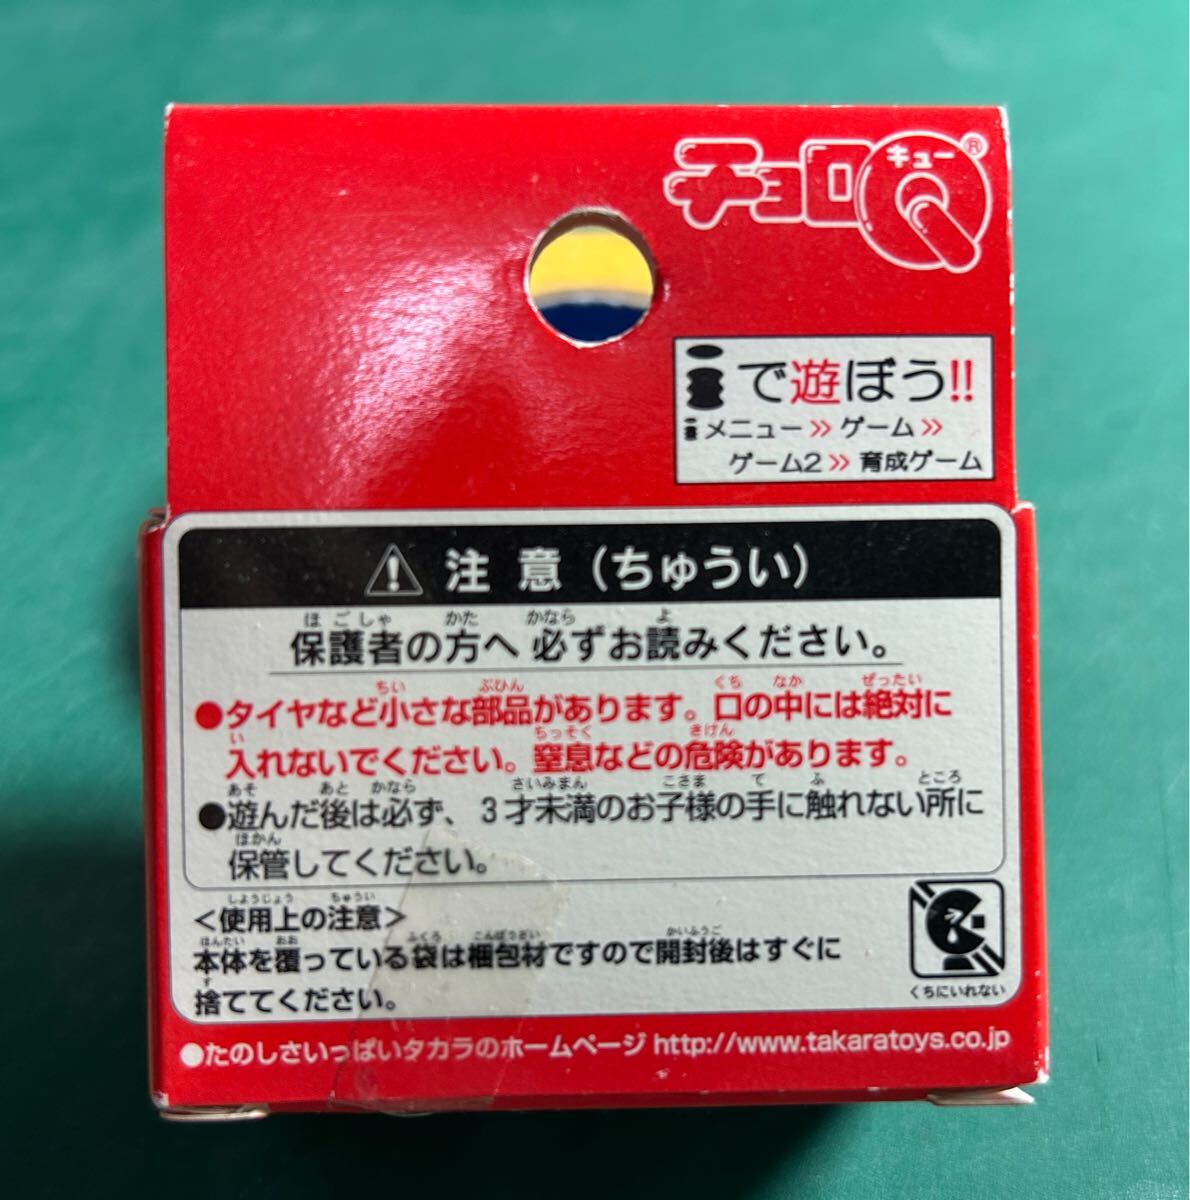 チョロQ®
キュー
で遊ぼう!!
メニュー»ゲーム»
ゲーム2»育成ゲーム
注意（ちゅうい）
ほごしゃ かた かなら よ
保護者の方へ 必ずお読みください。
ちい ぶひん くち なか ぜったい
●タイヤなど小さな部品があります。口の中には絶対に
い ちっそく きけん
入れないでください。窒息などの危険があります。
あそ あと かなら さいみまん こさま て ふ ところ
●遊んだ後は必ず、3才未満のお子様の手に触れない所に
ほかん
保管してください。
しようじょう ちゅうい
＜使用上の注意＞
ほんたい おお ふくろ こんぽうざい かいふうご
本体を覆っている袋は梱包材ですので開封後はすぐに
す
捨ててください。
くちにいれない
●たのしさいっぱいタカラのホームページ http://www.takaratoys.co.jp